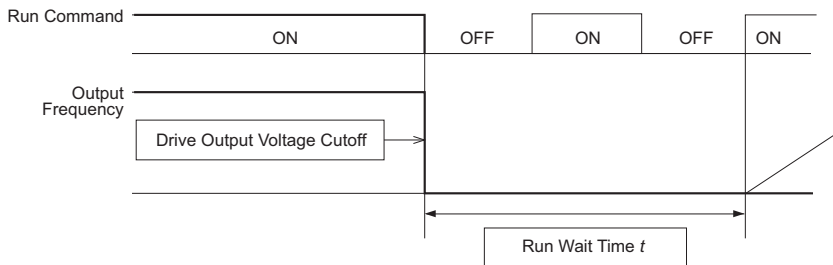 Run Command
ON OFF ON OFF ON
Output
Frequency
Drive Output Voltage Cutoff
Run Wait Time t